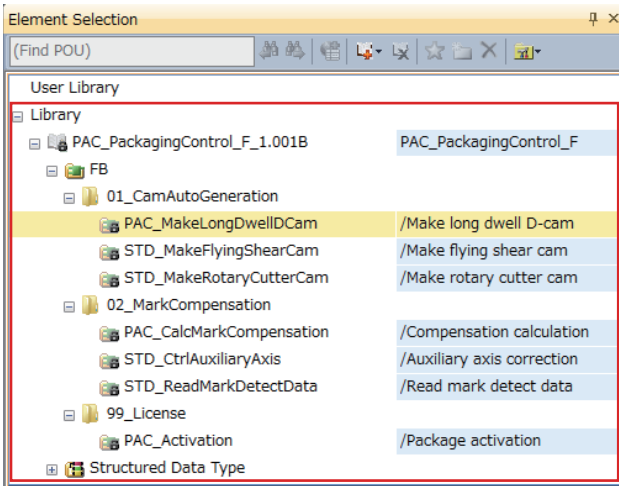 Element Selection
(Find POU)
User Library
Library
PAC_PackagingControl_F_1.001B PAC_PackagingControl_F
FB
01_CamAutoGeneration
PAC_MakeLongDwellDCam /Make long dwell D-cam
STD_MakeFlyingShearCam /Make flying shear cam
STD_MakeRotaryCutterCam /Make rotary cutter cam
02_MarkCompensation
PAC_CalcMarkCompensation /Compensation calculation
STD_CtrlAuxiliaryAxis /Auxiliary axis correction
STD_ReadMarkDetectData /Read mark detect data
99_License
PAC_Activation /Package activation
Structured Data Type